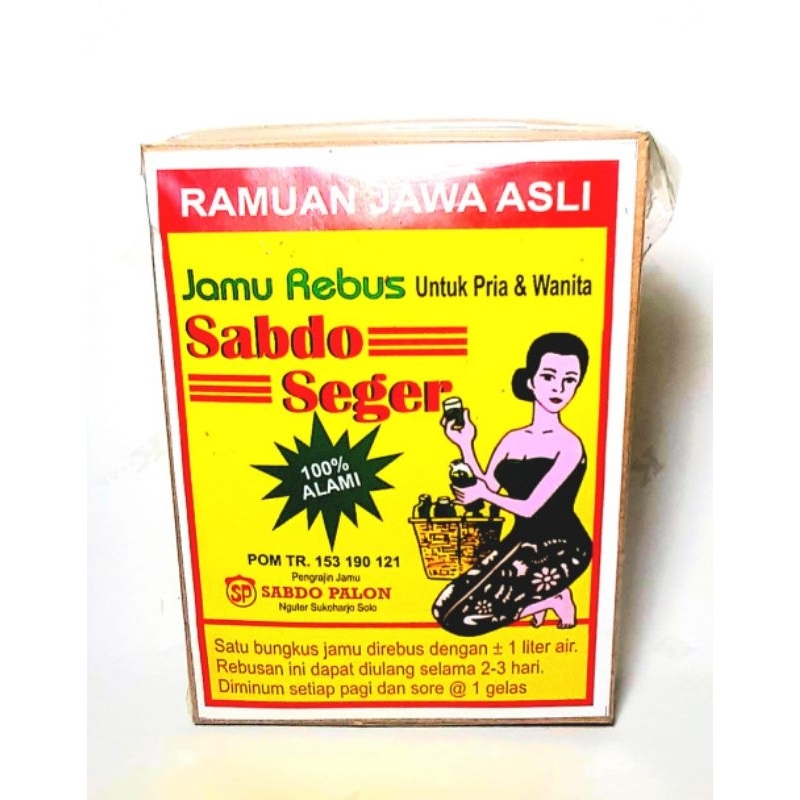 RAMUAN JAWA ASLI
Jamu Rebus Untuk Pria & Wanita
Sabdo
Seger
100%
ALAMI
POM TR. 153 190 121
Pengrajin Jamu
SP SABDO PALON
Nguter Sukoharjo Solo
Satu bungkus jamu direbus dengan ± 1 liter air.
Rebusan ini dapat diulang selama 2-3 hari.
Diminum setiap pagi dan sore @ 1 gelas